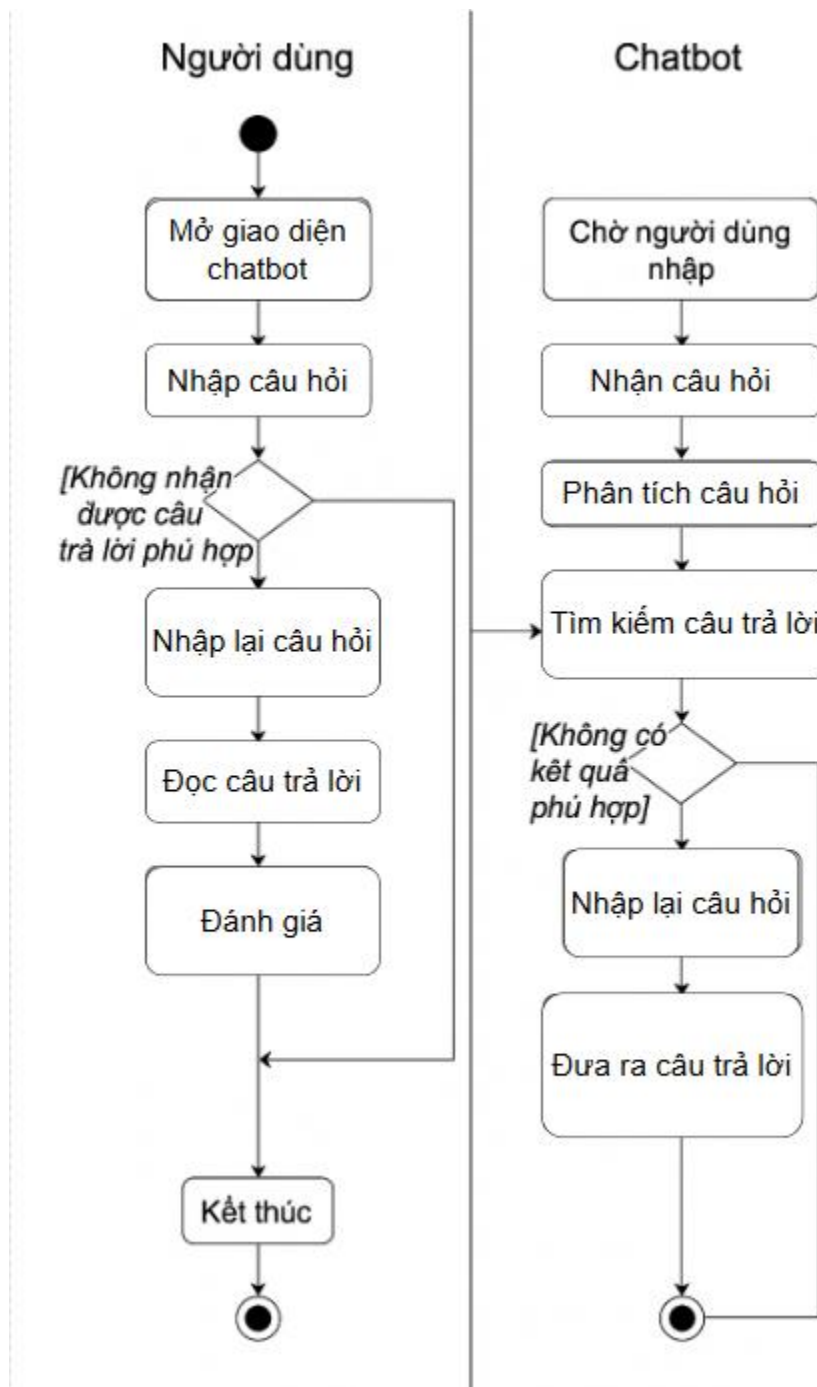 Người dùng
Mở giao diện
chatbot
Nhập câu hỏi
[Không nhận
được câu
trả lời phù hợp
Nhập lại câu hỏi
Đọc câu trả lời
Đánh giá
Kết thúc
Chatbot
Chờ người dùng
nhập
Nhận câu hỏi
Phân tích câu hỏi
Tìm kiếm câu trả lời
[Không có
kết quả
phù hợp]
Nhập lại câu hỏi
Đưa ra câu trả lời